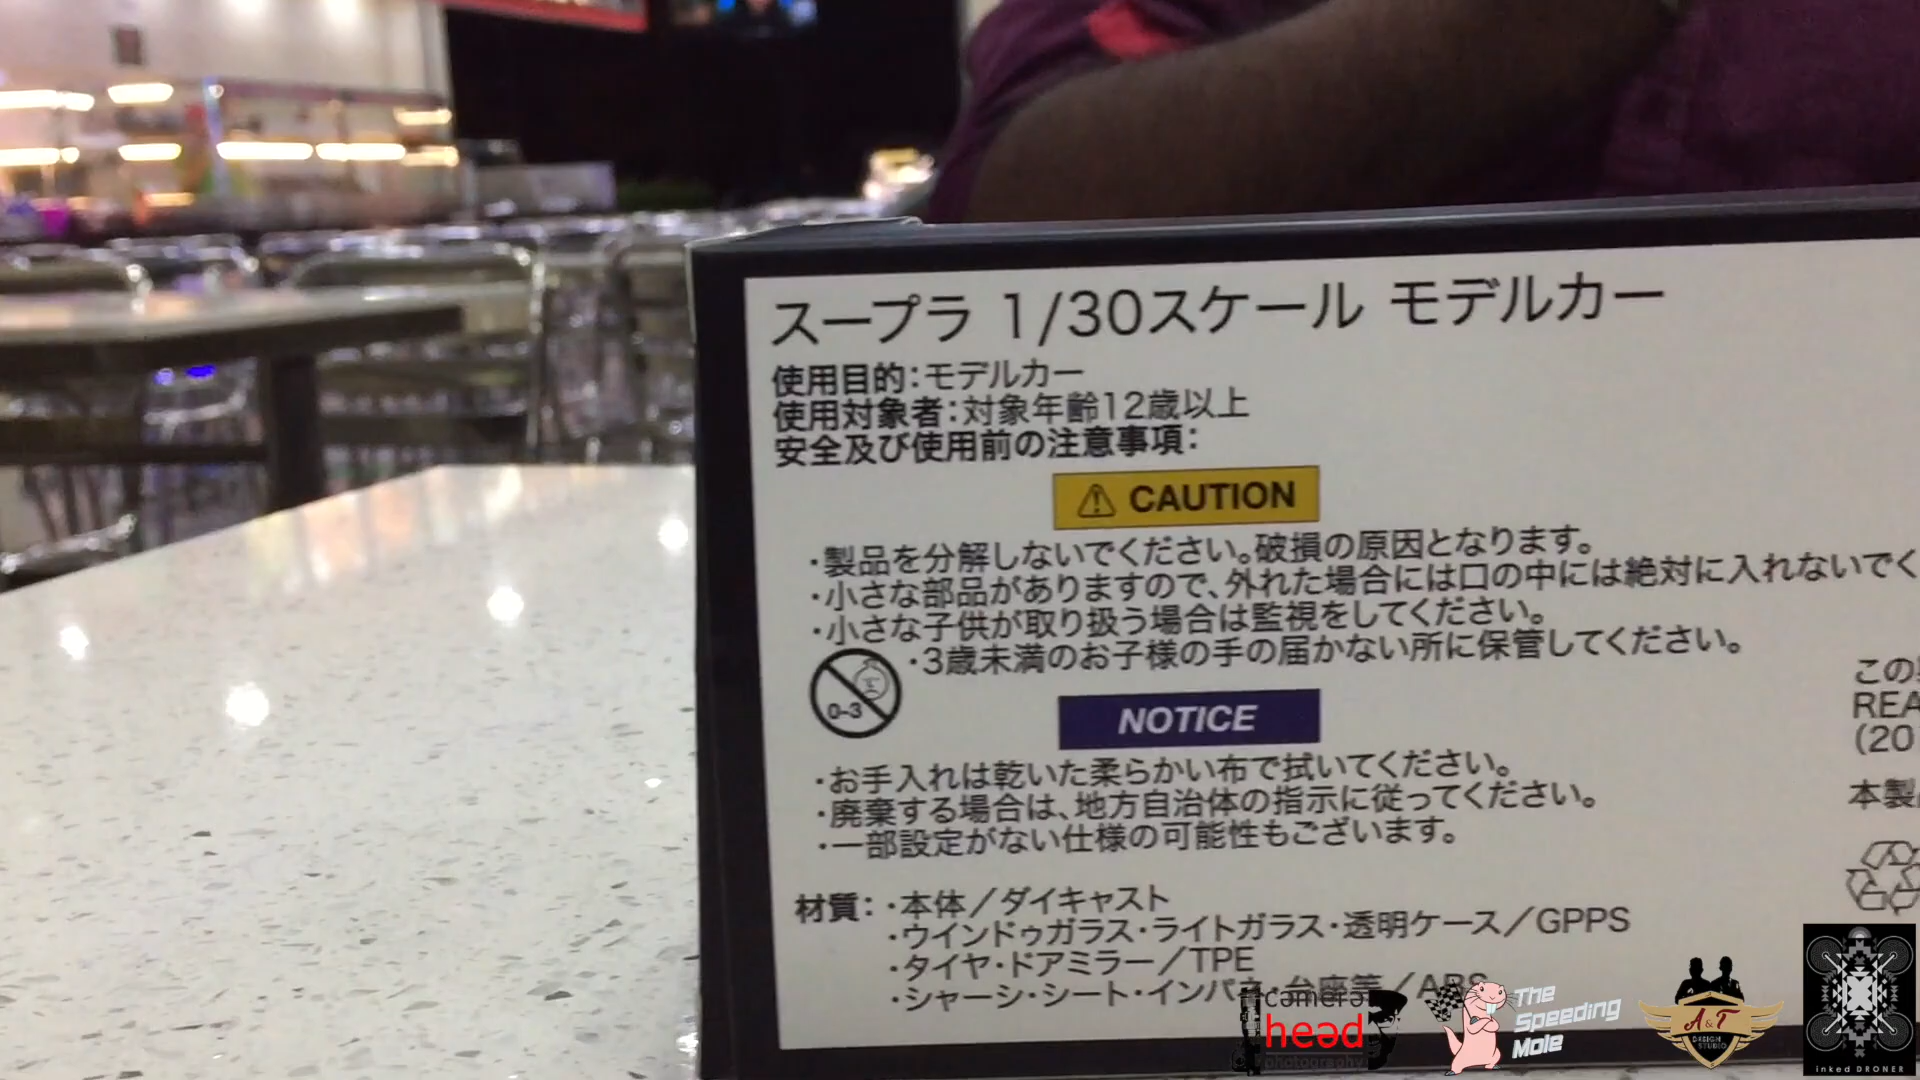 スープラ 1/30スケール モデルカー
使用目的：モデルカー
使用対象者：対象年齢12歳以上
安全及び使用前の注意事項：
⚠ CAUTION
・製品を分解しないでください。破損の原因となります。
・小さな部品がありますので、外れた場合には口の中には絶対に入れないでく
・小さな子供が取り扱う場合は監視をしてください。
・3歳未満のお子様の手の届かない所に保管してください。
0-3
NOTICE
・お手入れは乾いた柔らかい布で拭いてください。
・廃棄する場合は、地方自治体の指示に従ってください。
・一部設定がない仕様の可能性もございます。
材質：・本体／ダイキャスト
・ウインドゥガラス・ライトガラス・透明ケース／GPPS
・タイヤ・ドアミラー／TPE
・シャーシ・シート・インパネ・台座等／ABS
この
REA
(20
本製
camera
head
photography
The
Speeding
Mole
A&T
DESIGN
STUDIO
inked DRONER